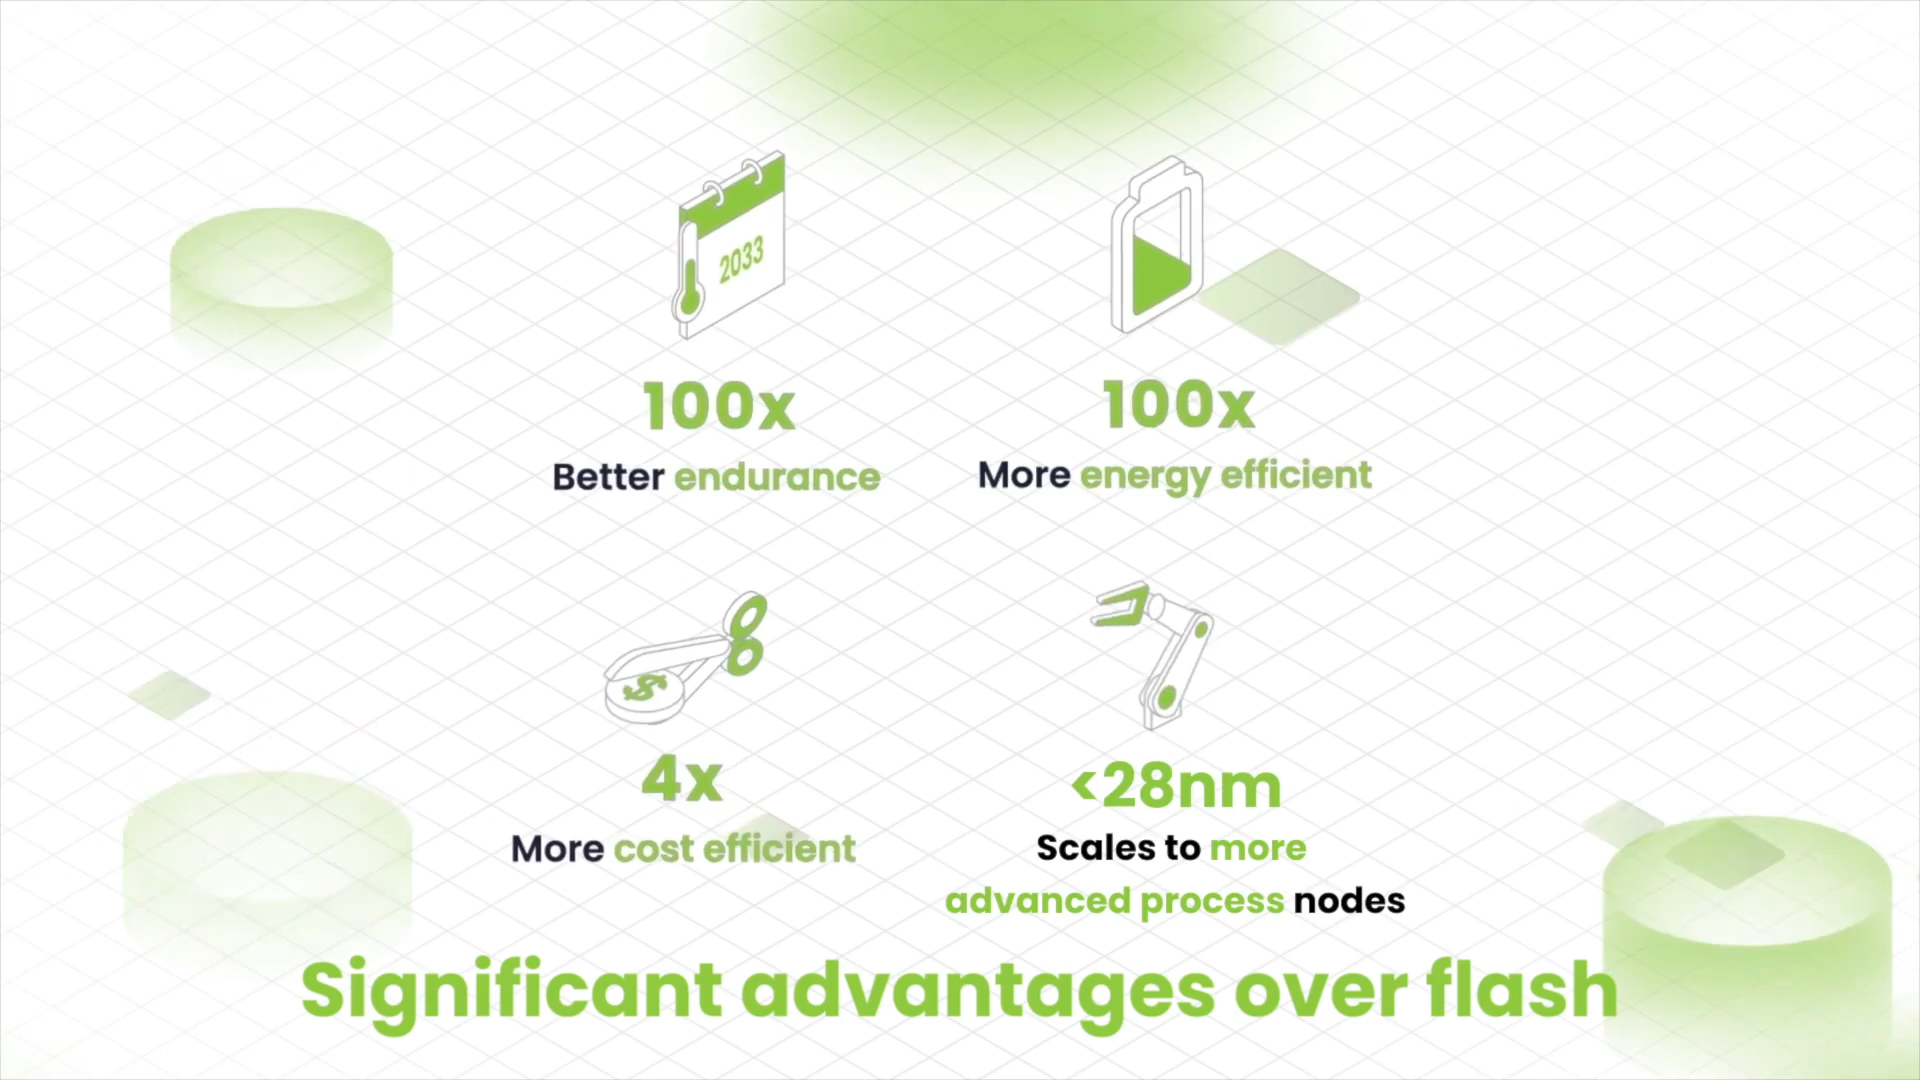 2033
100x
Better endurance
100x
More energy efficient
$
4x
More cost efficient
<28nm
Scales to more
advanced process nodes
Significant advantages over flash